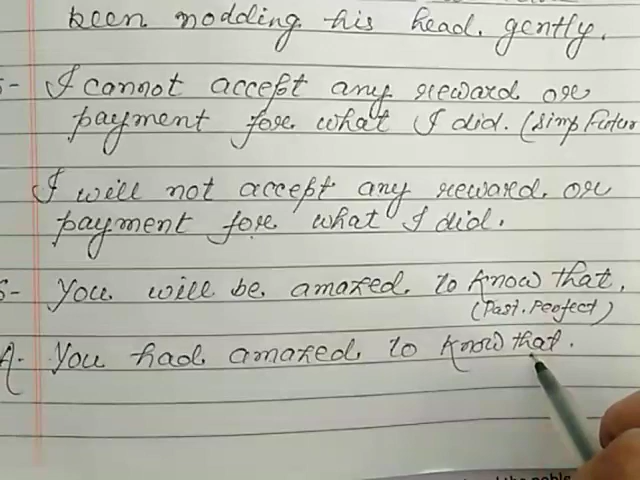 been nodding his head. gently.
S- I cannot accept any reward or
payment for what I did. (Simp Futur
I will not accept any reward. or
payment for what I did.
S- You will be amazed. to know that.
(Past. Perfect)
A. You had amazed to know that.